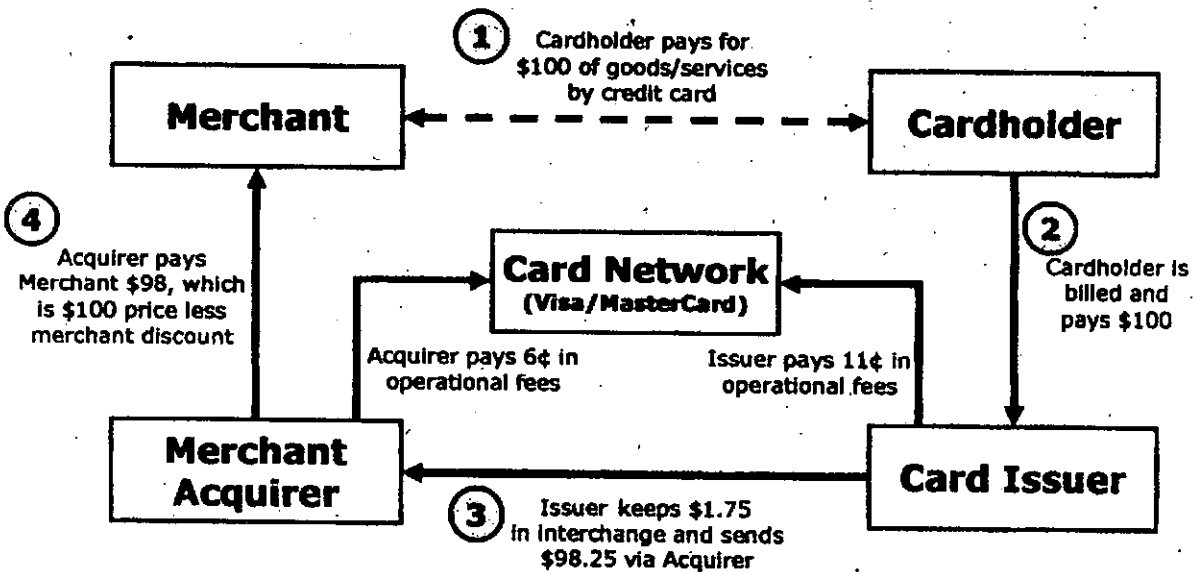 1
Cardholder pays for
$100 of goods/services
by credit card
Merchant
Cardholder
4
Acquirer pays
Merchant $98, which
is $100 price less
merchant discount
Card Network
(Visa/MasterCard)
2
Cardholder is
billed and
pays $100
Acquirer pays 6¢ in
operational fees
Issuer pays 11¢ in
operational fees
Merchant
Acquirer
Card Issuer
3
Issuer keeps $1.75
in interchange and sends
$98.25 via Acquirer